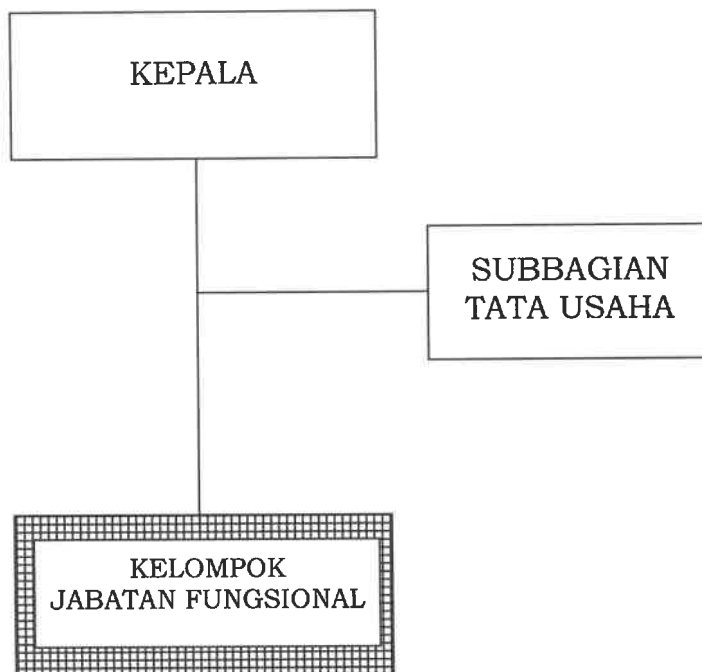 KEPALA
SUBBAGIAN
TATA USAHA
KELOMPOK
JABATAN FUNGSIONAL